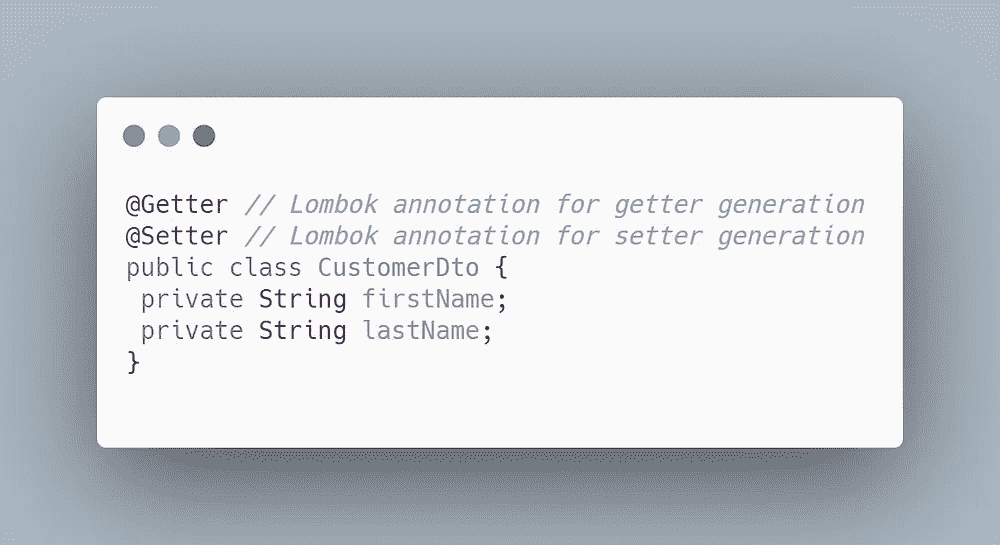 @Getter // Lombok annotation for getter generation
@Setter // Lombok annotation for setter generation
public class CustomerDto {
 private String firstName;
 private String lastName;
}